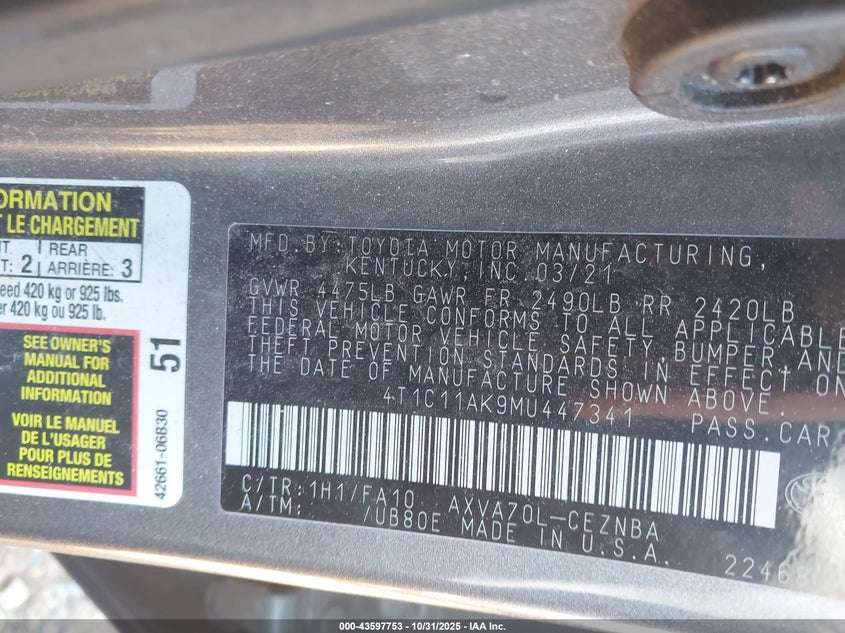 ORMATION
T LE CHARGEMENT
NT 2 REAR
T: ARRIÈRE: 3
eed 420 kg or 925 lbs.
er 420 kg ou 925 lb.
SEE OWNER'S
MANUAL FOR
ADDITIONAL
INFORMATION
VOIR LE MANUEL
DE L'USAGER
POUR PLUS DE
RENSEIGNEMENTS
51
42661-06B30
MFD.BY:TOYOTA MOTOR MANUFACTURING,
KENTUCKY,INC. 03/21
GVWR 4475LB GAWR FR 2490LB RR 2420LB
THIS VEHICLE CONFORMS TO ALL APPLICABLE
FEDERAL MOTOR VEHICLE SAFETY,BUMPER AND
THEFT PREVENTION STANDARDS IN EFFECT ON
THE DATE OF MANUFACTURE SHOWN ABOVE.
4T1C11AK9MU447341 PASS.CAR
C/TR:1H1/FA10 AXVA70L-CEZNBA
A/TM: /UB80E MADE IN U.S.A.
22468
000-43597753 - 10/31/2025 - IAA Inc.